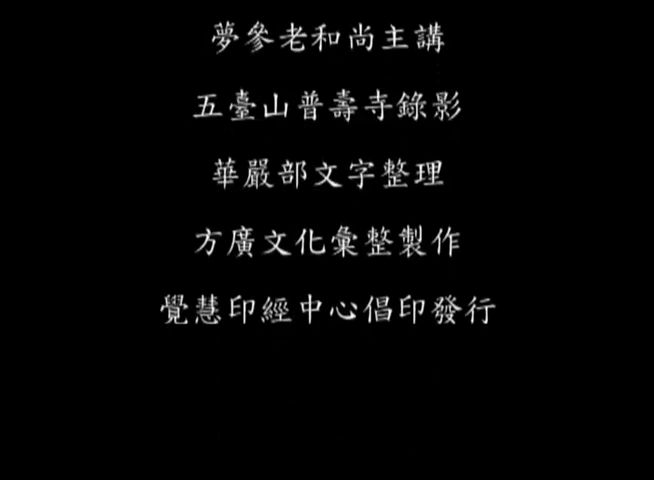 夢參老和尚主講
五臺山普壽寺錄影
華嚴部文字整理
方廣文化彙整製作
覺慧印經中心倡印發行